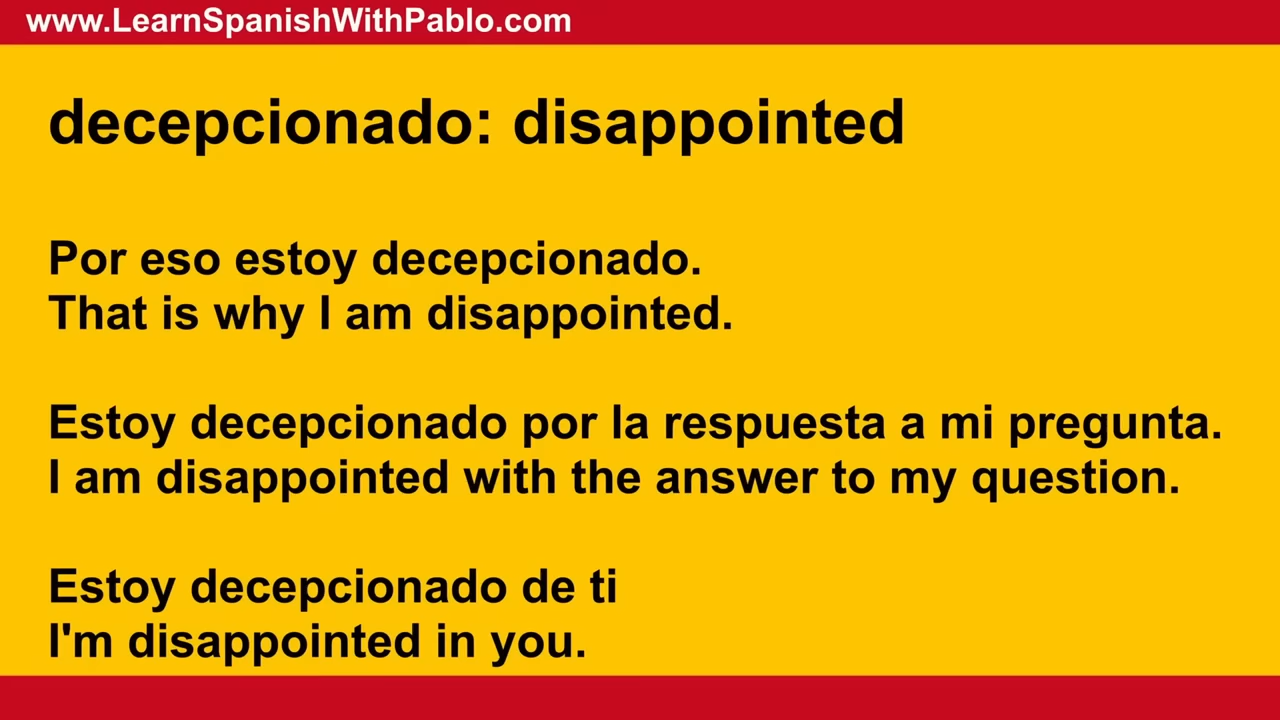 www.LearnSpanishWithPablo.com
decepcionado: disappointed
Por eso estoy decepcionado.
That is why I am disappointed.
Estoy decepcionado por la respuesta a mi pregunta.
I am disappointed with the answer to my question.
Estoy decepcionado de ti
I'm disappointed in you.